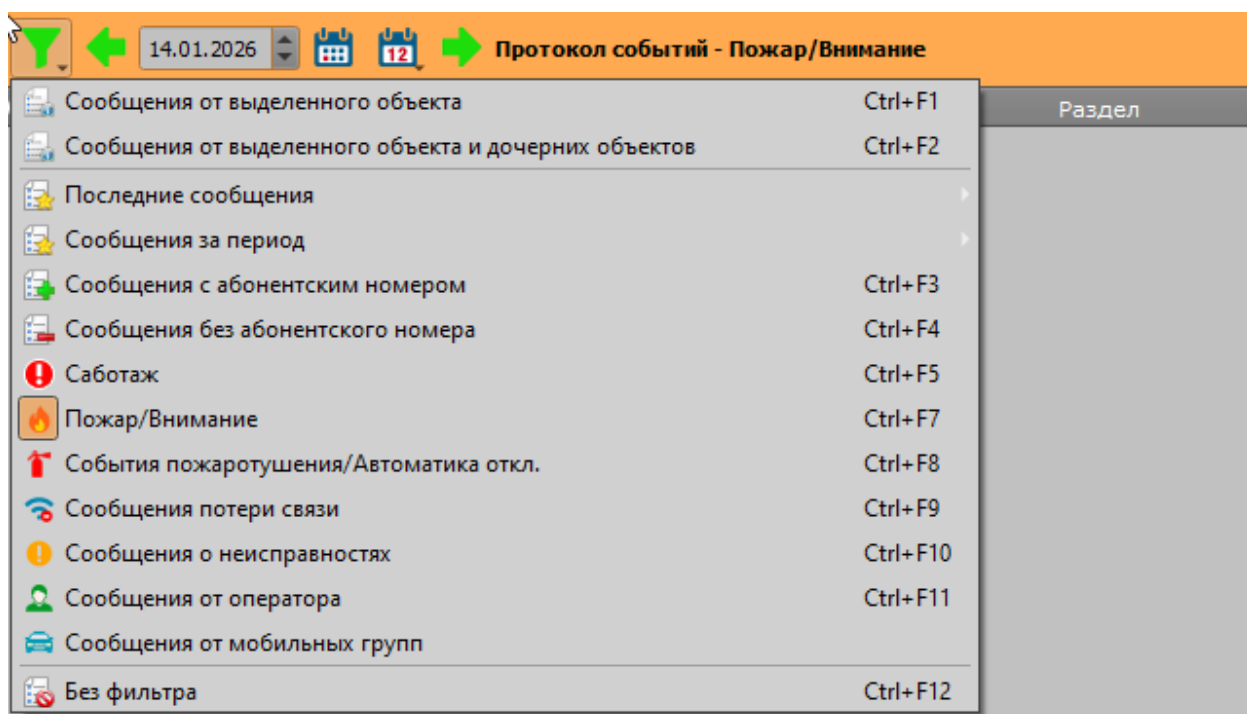 14.01.2026 12 Протокол событий - Пожар/Внимание
Сообщения от выделенного объекта Ctrl+F1 Раздел
Сообщения от выделенного объекта и дочерних объектов Ctrl+F2
Последние сообщения
Сообщения за период
Сообщения с абонентским номером Ctrl+F3
Сообщения без абонентского номера Ctrl+F4
Саботаж Ctrl+F5
Пожар/Внимание Ctrl+F7
События пожаротушения/Автоматика откл. Ctrl+F8
Сообщения потери связи Ctrl+F9
Сообщения о неисправностях Ctrl+F10
Сообщения от оператора Ctrl+F11
Сообщения от мобильных групп
Без фильтра Ctrl+F12